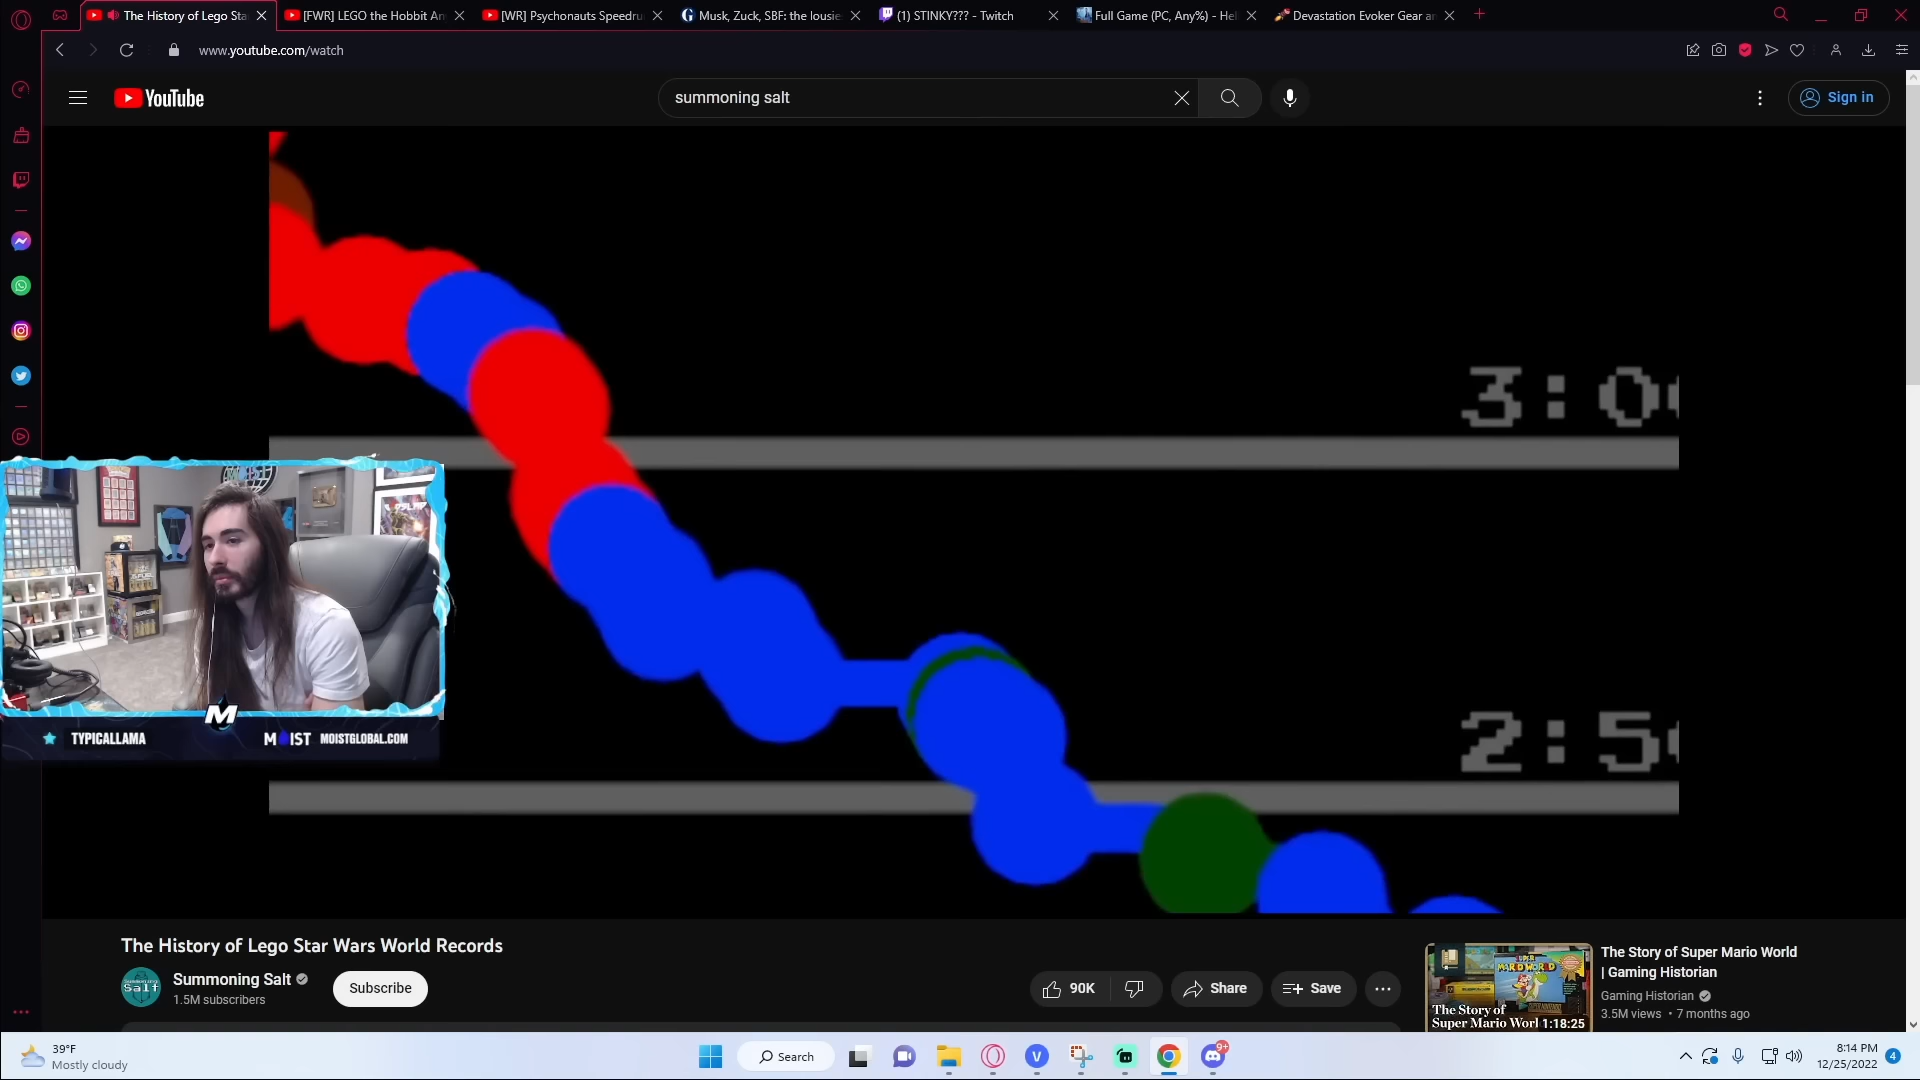 The History of Lego Sta
[FWR] LEGO the Hobbit An
[WR] Psychonauts Speedru
Musk, Zuck, SBF: the lousie
(1) STINKY??? - Twitch
Full Game (PC, Any%) - Hel
Devastation Evoker Gear a
www.youtube.com/watch
YouTube
summoning salt
Sign in
3:0
2:5
M
TYPICALLAMA
MOIST MOISTGLOBAL.COM
The History of Lego Star Wars World Records
Summoning Salt
1.5M subscribers
Subscribe
90K
Share
Save
The Story of Super Mario World
| Gaming Historian
Gaming Historian
3.5M views • 7 months ago
The Story of
Super Mario Worl
1:18:25
39°F
Mostly cloudy
Search
9+
8:14 PM
12/25/2022
4